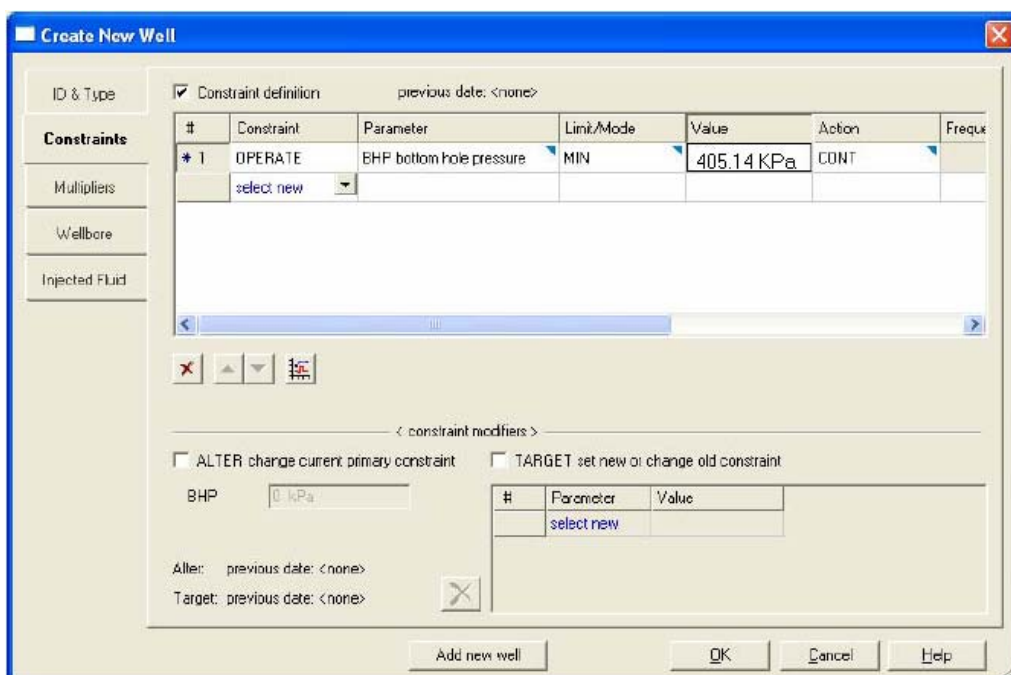 Create New Well
ID & Type
Constraints
Multipliers
Wellbore
Injected Fluid
Constraint definition previous date: <none>
# Constraint Parameter Limit/Mode Value Action Freque
* 1 OPERATE BHP bottom hole pressure MIN 405.14 KPa CONT
select new
< constraint modifiers >
ALTER change current primary constraint
TARGET set new or change old constraint
BHP 0 kPa
# Parameter Value
select new
Alter: previous date: <none>
Target: previous date: <none>
Add new well OK Cancel Help